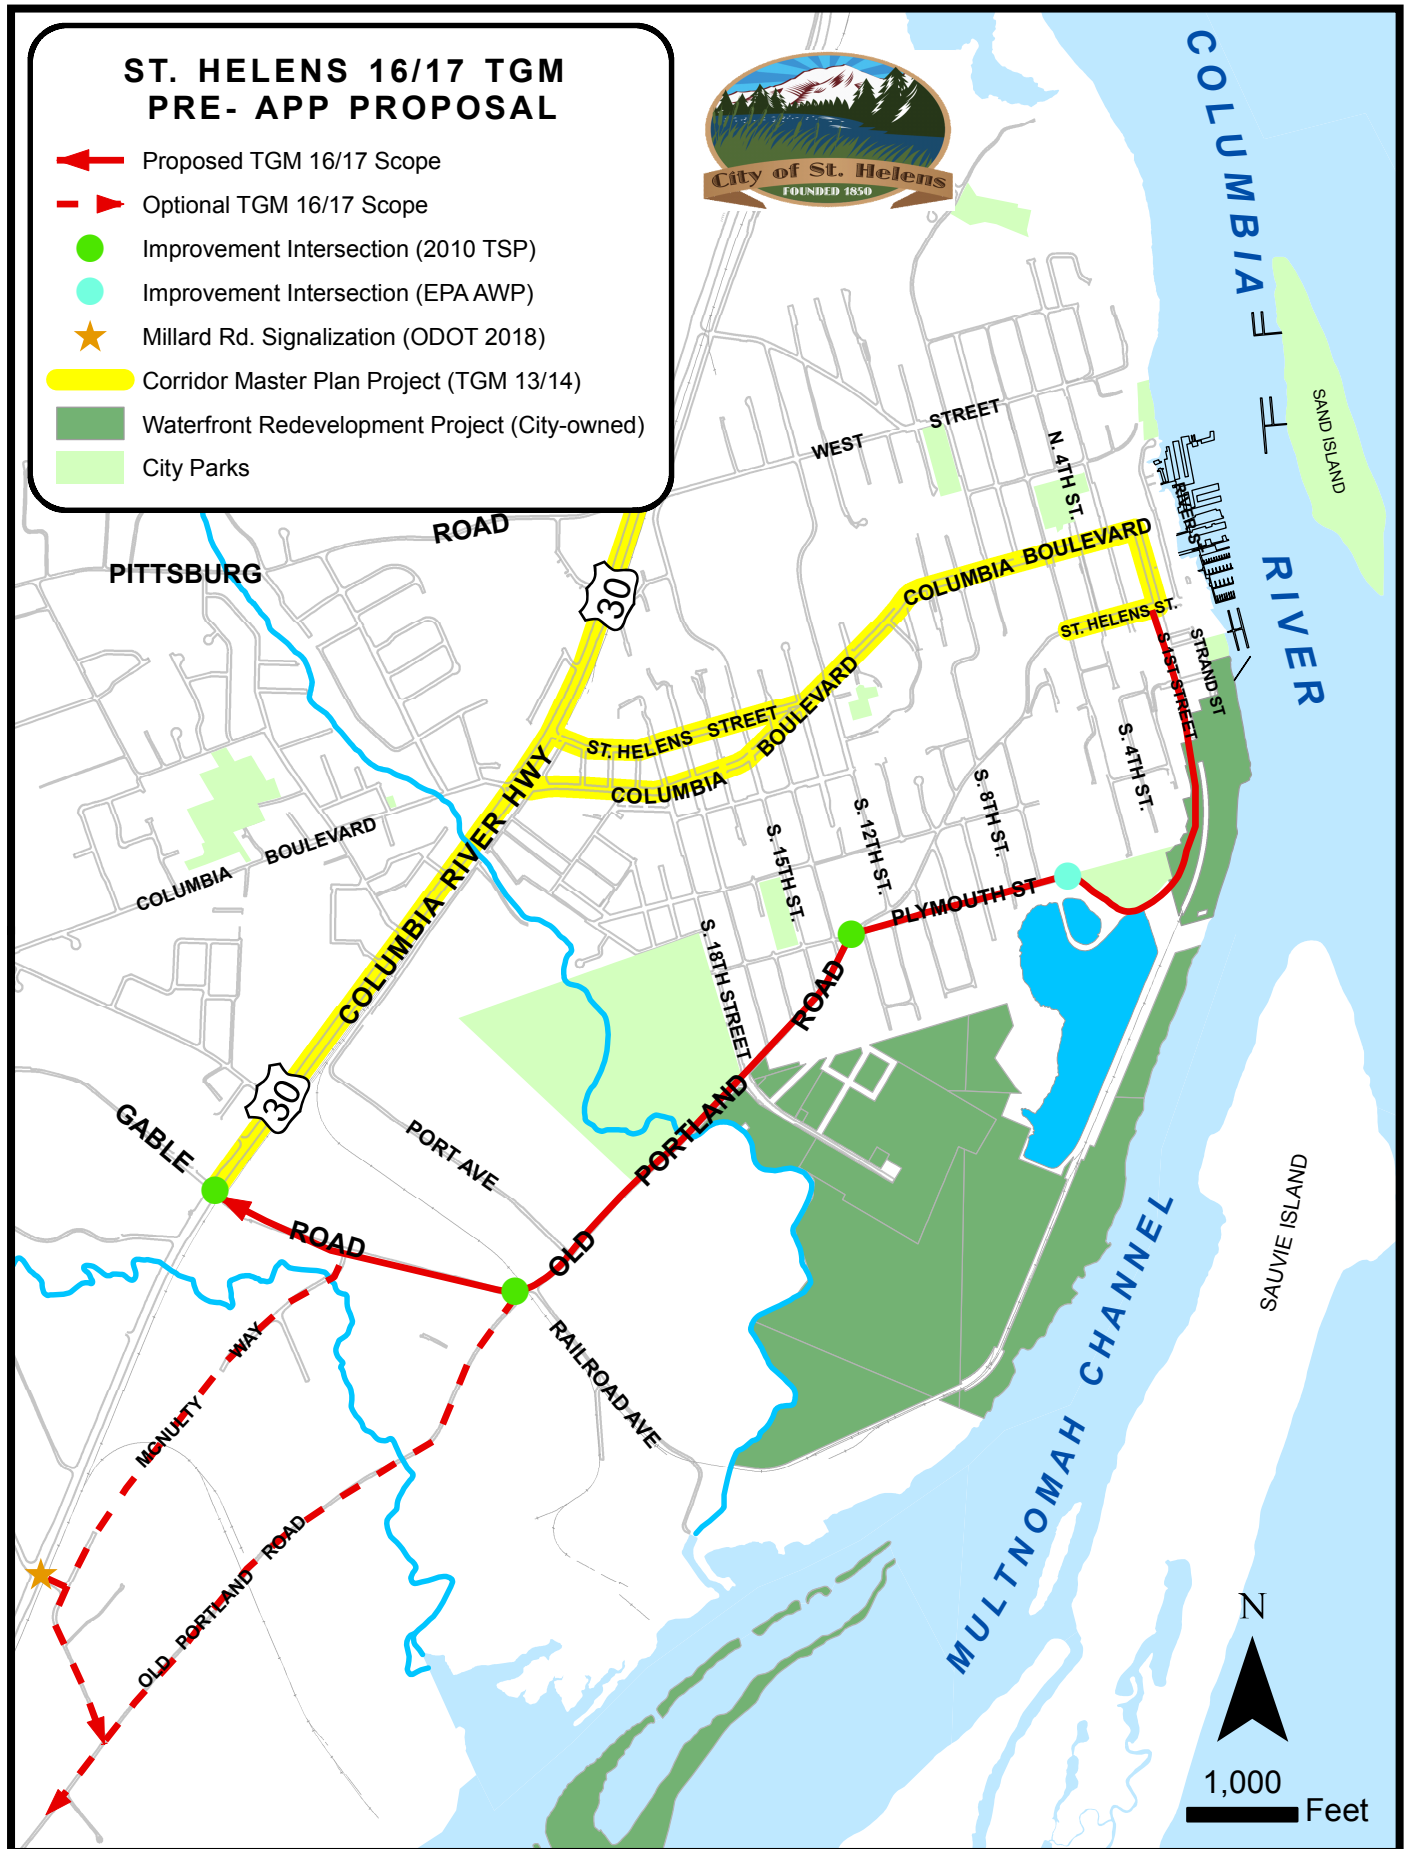 ST. HELENS 16/17 TGM
PRE- APP PROPOSAL
Proposed TGM 16/17 Scope
Optional TGM 16/17 Scope
Improvement Intersection (2010 TSP)
Improvement Intersection (EPA AWP)
Millard Rd. Signalization (ODOT 2018)
Corridor Master Plan Project (TGM 13/14)
Waterfront Redevelopment Project (City-owned)
City Parks
City of St. Helens
FOUNDED 1850
COLUMBIA
RIVER
SAND ISLAND
WEST
STREET
N. 4TH ST.
RIVER ST.
PITTSBURG
ROAD
30
COLUMBIA BOULEVARD
ST. HELENS ST.
S 1ST STREET
STRAND ST
ST. HELENS STREET
BOULEVARD
COLUMBIA
S. 4TH ST.
S. 8TH ST.
S. 12TH ST.
S. 15TH ST.
S. 18TH STREET
COLUMBIA RIVER HWY
COLUMBIA
BOULEVARD
PLYMOUTH ST
ROAD
PORTLAND
OLD
30
GABLE
ROAD
PORT AVE
RAILROAD AVE
MCNULTY
WAY
OLD PORTLAND ROAD
MULTNOMAH CHANNEL
SAUVIE ISLAND
N
1,000
Feet